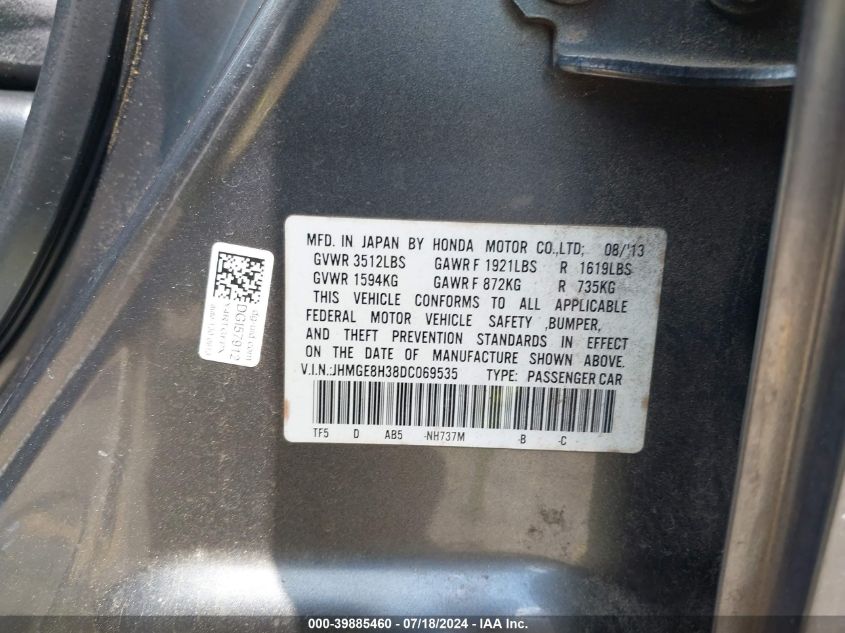 MFD. IN JAPAN BY HONDA MOTOR CO.,LTD; 08/'13
GVWR 3512LBS GAWR F 1921LBS R 1619LBS
GVWR 1594KG GAWR F 872KG R 735KG
THIS VEHICLE CONFORMS TO ALL APPLICABLE
FEDERAL MOTOR VEHICLE SAFETY ,BUMPER,
AND THEFT PREVENTION STANDARDS IN EFFECT
ON THE DATE OF MANUFACTURE SHOWN ABOVE.
V.I.N.:JHMGE8H38DC069535 TYPE: PASSENGER CAR
TF5 D AB5 -NH737M -B -C
DGI57912
000-39885460 - 07/18/2024 - IAA Inc.